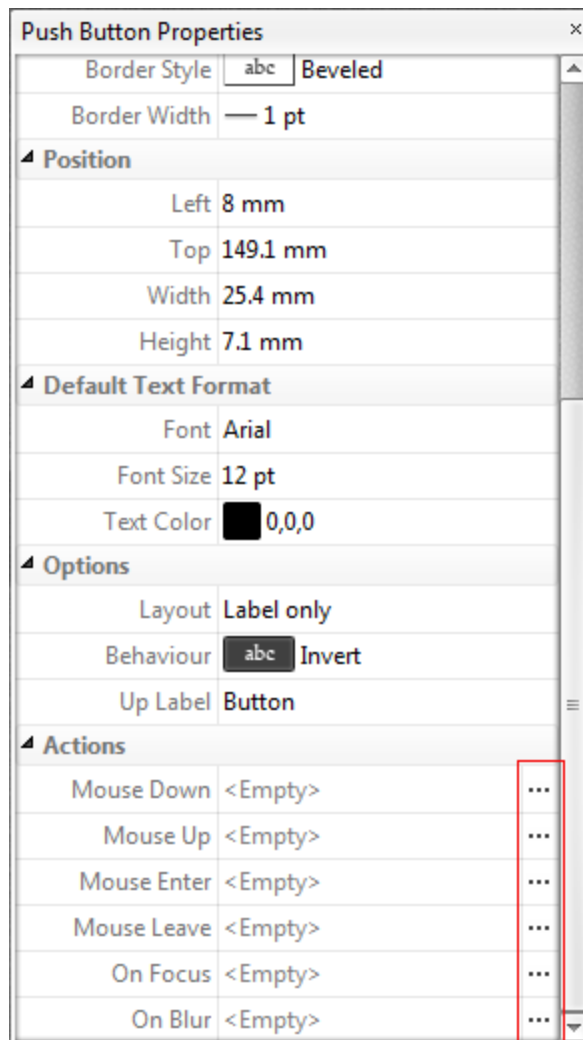 Push Button Properties
Border Style abc Beveled
Border Width 1 pt
Position
Left 8 mm
Top 149.1 mm
Width 25.4 mm
Height 7.1 mm
Default Text Format
Font Arial
Font Size 12 pt
Text Color 0,0,0
Options
Layout Label only
Behaviour abc Invert
Up Label Button
Actions
Mouse Down <Empty> ...
Mouse Up <Empty> ...
Mouse Enter <Empty> ...
Mouse Leave <Empty> ...
On Focus <Empty> ...
On Blur <Empty> ...